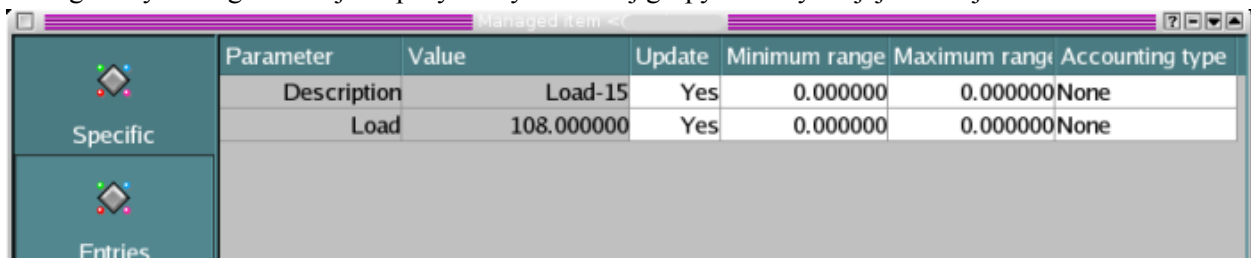 Managed item <(
Parameter Value Update Minimum range Maximum range Accounting type
Description Load-15 Yes 0.000000 0.000000 None
Specific
Load 108.000000 Yes 0.000000 0.000000 None
Entries